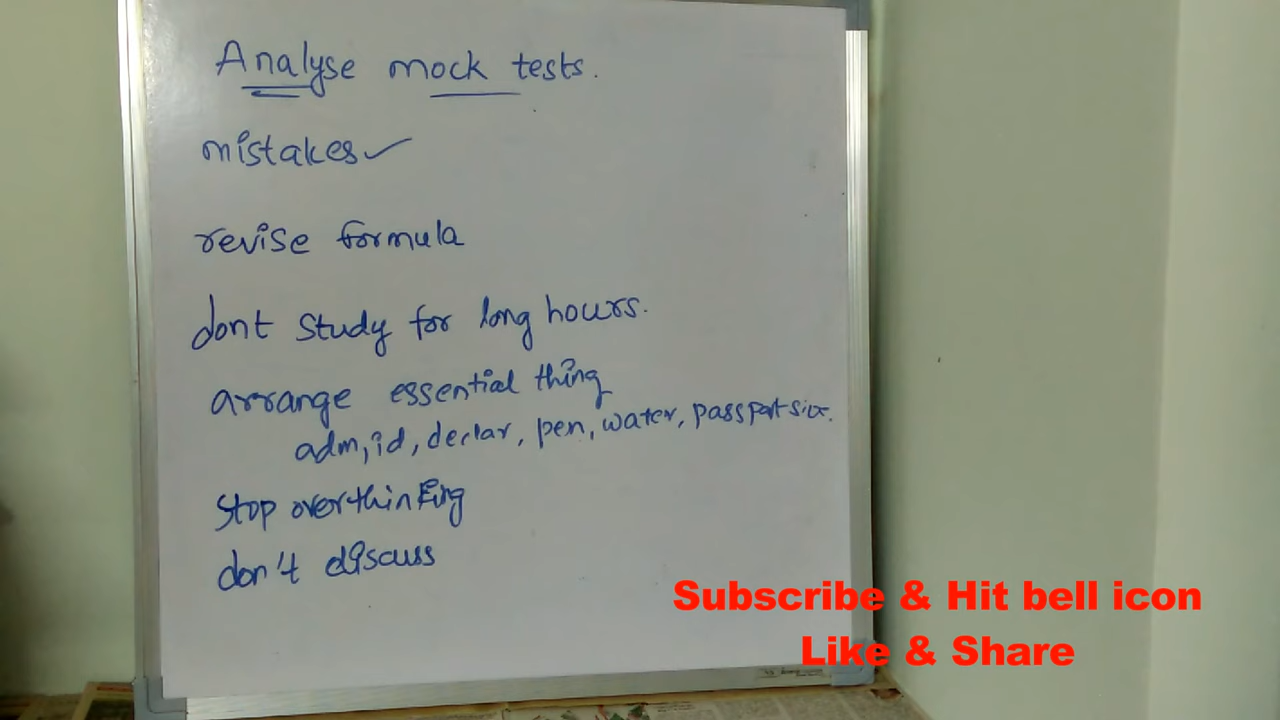 Analyse mock tests.
mistakes
revise formula
dont study for long hours.
arrange essential thing
adm, id, declar, pen, water, passport size.
stop overthinking
don't discuss
Subscribe & Hit bell icon
Like & Share